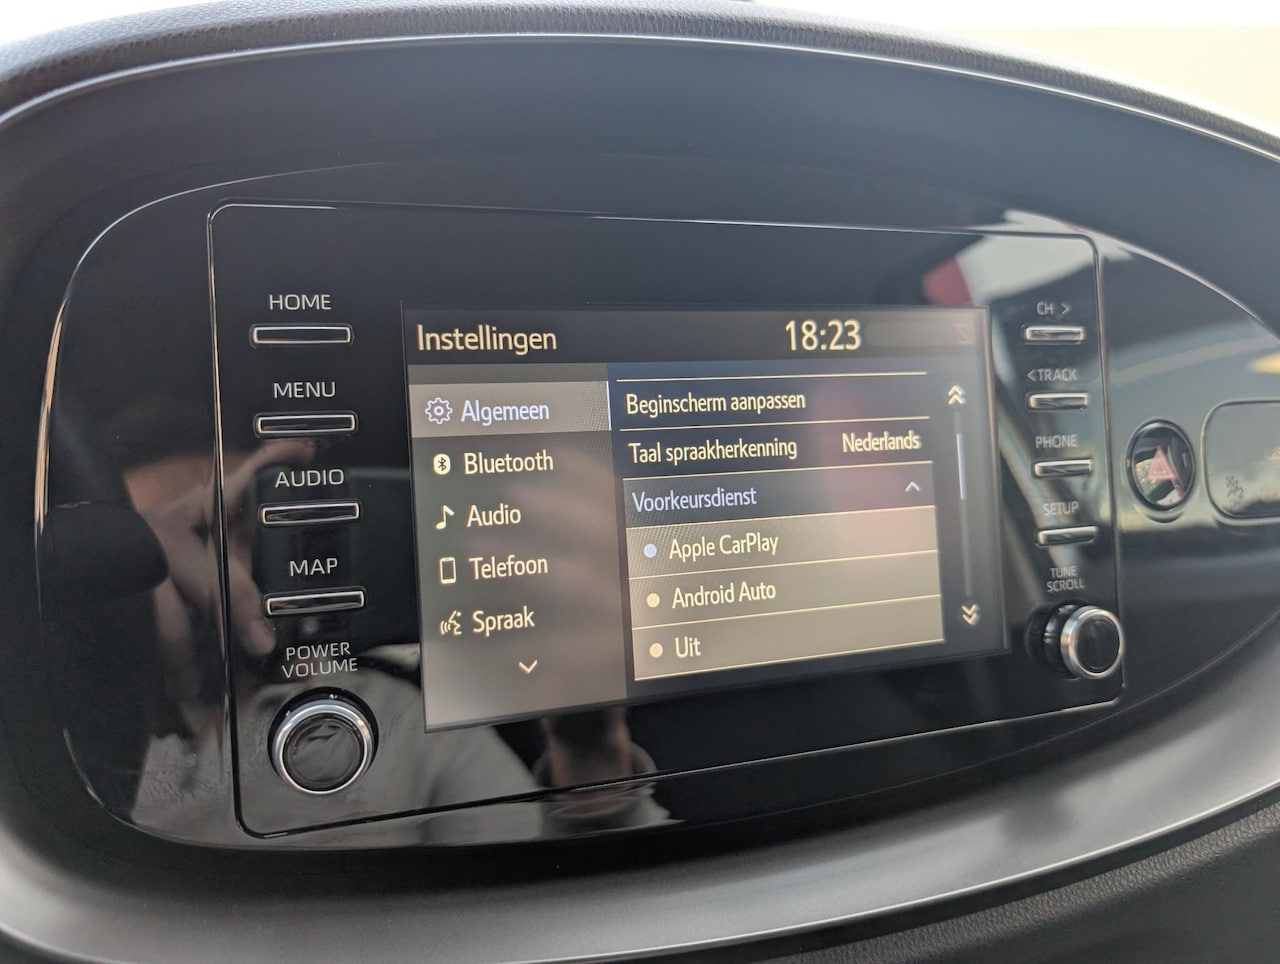 HOME
MENU
AUDIO
MAP
POWER
VOLUME
Instellingen 18:23
Algemeen
Bluetooth
Audio
Telefoon
Spraak
Beginscherm aanpassen
Taal spraakherkenning Nederlands
Voorkeursdienst
Apple CarPlay
Android Auto
Uit
CH >
<TRACK
PHONE
SETUP
TUNE
SCROLL